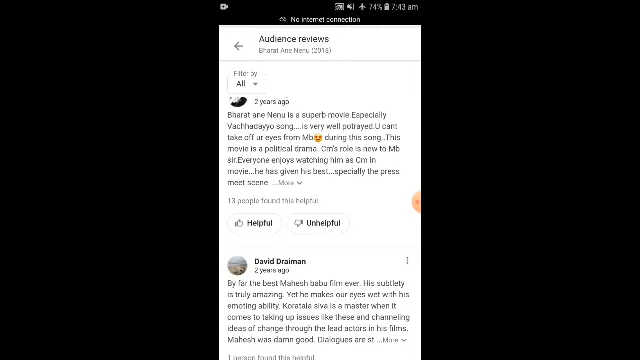 74% 7:43 am
No internet connection
Audience reviews
Bharat Ane Nenu (2018)
Filter by
All
2 years ago
Bharat ane Nenu is a superb movie.Especially
Vachhadayyo song....is very well potrayed.U cant
take off ur eyes from Mb😍 during this song..This
movie is a political drama. Cm's role is new to Mb
sir.Everyone enjoys watching him as Cm in
movie...he has given his best...specially the press
meet scene ...More
13 people found this helpful
Helpful Unhelpful
David Draiman
2 years ago
By far the best Mahesh babu film ever. His subtlety
is truly amazing. Yet he makes our eyes wet with his
emoting ability. Koratala siva is a master when it
comes to taking up issues like these and channeling
ideas of change through the lead actors in his films.
Mahesh was damn good. Dialogues are st ...More
1 person found this helpful.